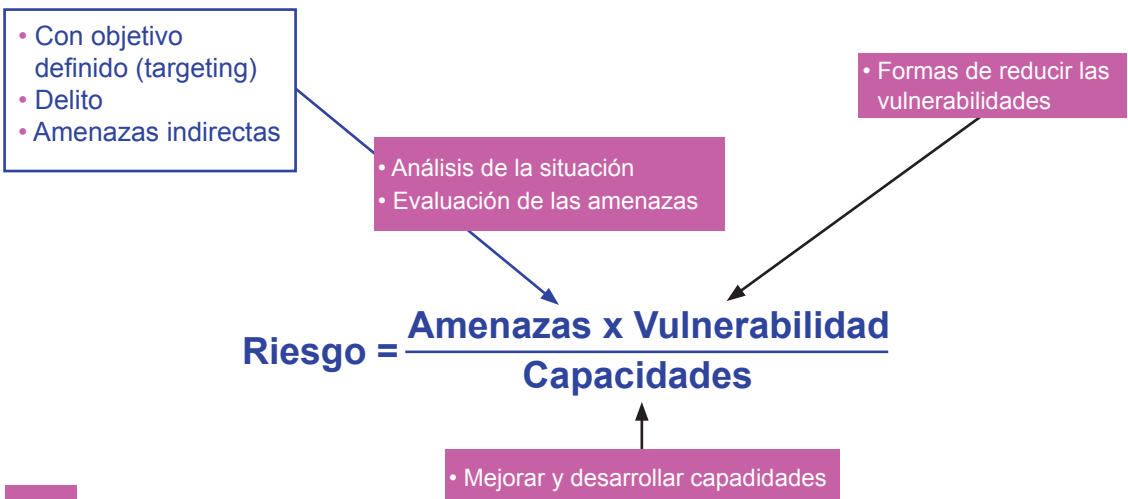 • Con objetivo
definido (targeting)
• Delito
• Amenazas indirectas
• Formas de reducir las
vulnerabilidades
• Análisis de la situación
• Evaluación de las amenazas
Riesgo = Amenazas x Vulnerabilidad
Capacidades
• Mejorar y desarrollar capadidades